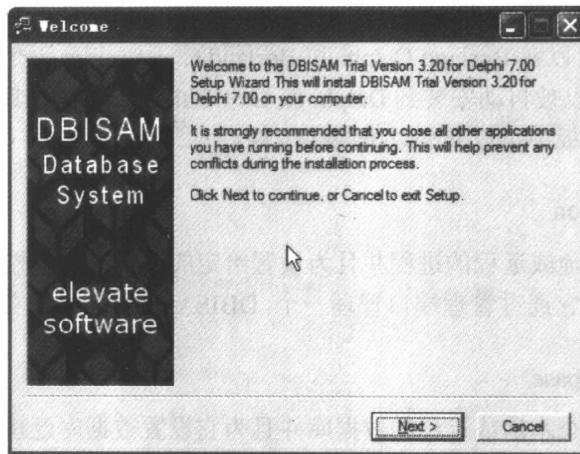 Welcome
DBISAM
Database
System
elevate
software
Welcome to the DBISAM Trial Version 3.20 for Delphi 7.00
Setup Wizard This will install DBISAM Trial Version 3.20 for
Delphi 7.00 on your computer.
It is strongly recommended that you close all other applications
you have running before continuing. This will help prevent any
conflicts during the installation process.
Click Next to continue, or Cancel to exit Setup.
Next >
Cancel